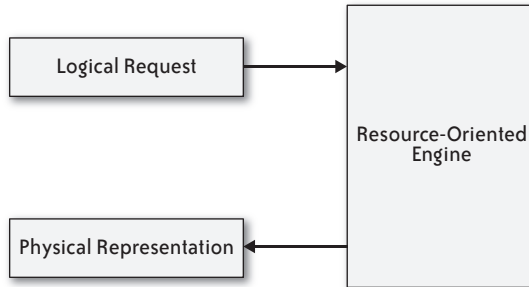 Logical Request
Resource-Oriented
Engine
Physical Representation